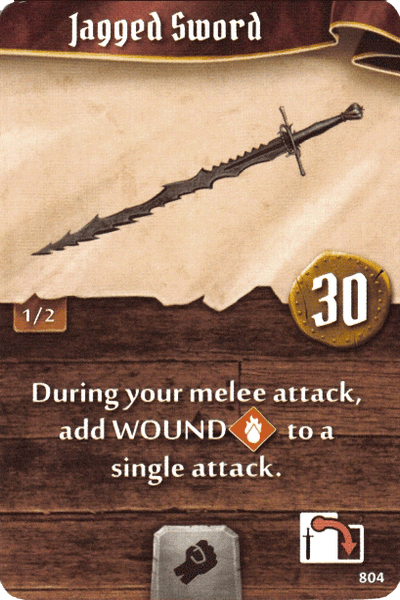 Jagged Sword
30
1/2
During your melee attack,
add WOUND to a
single attack.
804